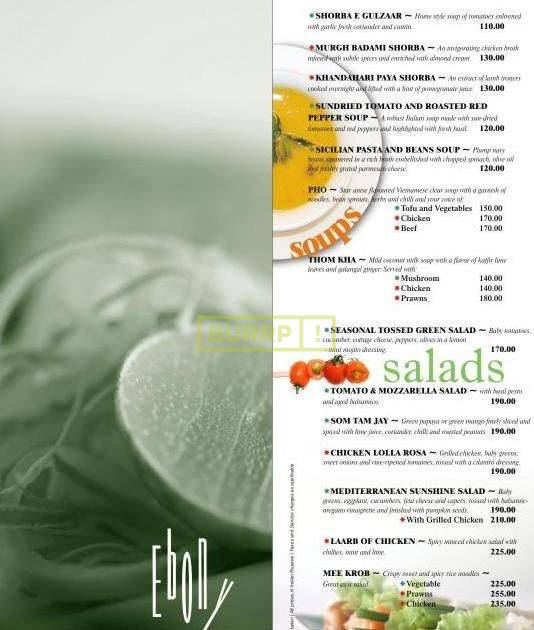 ✶SHORBA E GULZAAR ~ Home style soup of tomatoes enlivened
with garlic fresh coriander and cumin. 110.00
✶MURGH BADAMI SHORBA ~ An invigorating chicken broth
infused with subtle spices and enriched with almond cream. 130.00
✶KHANDAHARI PAYA SHORBA ~ An extract of lamb trotters
cooked overnight and lifted with a hint of pomegranate juice. 130.00
✶SUNDRIED TOMATO AND ROASTED RED
PEPPER SOUP ~ A robust Italian soup made with sun-dried
tomatoes and red peppers and highlighted with fresh basil. 120.00
✶SICILIAN PASTA AND BEANS SOUP ~ Plump navy
beans simmered in a rich broth embellished with chopped spinach, olive oil
and freshly grated parmesan cheese. 120.00
PHO ~ Star anise flavoured Vietnamese clear soup with a garnish of
noodles, bean sprouts, herbs and chilli and your voice of:
✶Tofu and Vegetables 150.00
✶Chicken 170.00
✶Beef 170.00
soups
THOM KHA ~ Mild coconut milk soup with a flavor of kaffir lime
leaves and galangal ginger. Served with:
✶Mushroom 140.00
✶Chicken 140.00
✶Prawns 180.00
BURRP !
✶SEASONAL TOSSED GREEN SALAD ~ Baby tomatoes,
cucumber, cottage cheese, peppers, olives in a lemon
mint mojito dressing. 170.00
salads
✶TOMATO & MOZZARELLA SALAD ~ with basil pesto
and aged balsamico. 190.00
✶SOM TAM JAY ~ Green papaya or green mango finely sliced and
spiced with lime juice, coriander, chilli and roasted peanuts. 190.00
✶CHICKEN LOLLA ROSA ~ Grilled chicken, baby greens,
sweet onions and vine-ripened tomatoes, tossed with a cilantro dressing.
190.00
✶MEDITERRANEAN SUNSHINE SALAD ~ Baby
greens, eggplant, cucumbers, feta cheese and capers, tossed with balsamic-
oregano vinaigrette and finished with pumpkin seeds. 190.00
✶With Grilled Chicken 210.00
✶LAARB OF CHICKEN ~ Spicy minced chicken salad with
chillies, mint and lime. 225.00
MEE KROB ~ Crispy sweet and spicy rice noodles ~
Great as a salad. ✶Vegetable 225.00
✶Prawns 255.00
✶Chicken 235.00
All prices in Indian Rupees | Taxes and Service charges as applicable
Ebony